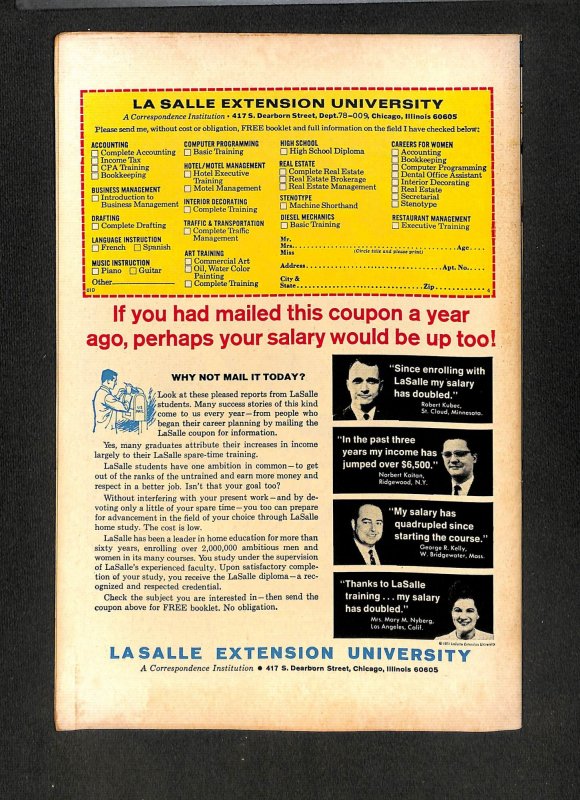 LA SALLE EXTENSION UNIVERSITY
A Correspondence Institution • 417 S. Dearborn Street, Dept. 78-009, Chicago, Illinois 60605
Please send me, without cost or obligation, FREE booklet and full information on the field I have checked below:
ACCOUNTING
Complete Accounting
Income Tax
CPA Training
Bookkeeping
BUSINESS MANAGEMENT
Introduction to
Business Management
DRAFTING
Complete Drafting
LANGUAGE INSTRUCTION
French Spanish
MUSIC INSTRUCTION
Piano Guitar
Other
COMPUTER PROGRAMMING
Basic Training
HOTEL/MOTEL MANAGEMENT
Hotel Executive
Training
Motel Management
INTERIOR DECORATING
Complete Training
TRAFFIC & TRANSPORTATION
Complete Traffic
Management
ART TRAINING
Commercial Art
Oil, Water Color
Painting
Complete Training
HIGH SCHOOL
High School Diploma
REAL ESTATE
Complete Real Estate
Real Estate Brokerage
Real Estate Management
STENOTYPE
Machine Shorthand
DIESEL MECHANICS
Basic Training
CAREERS FOR WOMEN
Accounting
Bookkeeping
Computer Programming
Dental Office Assistant
Interior Decorating
Real Estate
Secretarial
Stenotype
RESTAURANT MANAGEMENT
Executive Training
Mr.
Mrs. Age
Miss (Circle title and please print)
Address Apt. No.
City &
State Zip
If you had mailed this coupon a year
ago, perhaps your salary would be up too!
WHY NOT MAIL IT TODAY?
Look at these pleased reports from LaSalle
students. Many success stories of this kind
come to us every year—from people who
began their career planning by mailing the
LaSalle coupon for information.
Yes, many graduates attribute their increases in income
largely to their LaSalle spare-time training.
LaSalle students have one ambition in common—to get
out of the ranks of the untrained and earn more money and
respect in a better job. Isn't that your goal too?
Without interfering with your present work—and by de-
voting only a little of your spare time—you too can prepare
for advancement in the field of your choice through LaSalle
home study. The cost is low.
LaSalle has been a leader in home education for more than
sixty years, enrolling over 2,000,000 ambitious men and
women in its many courses. You study under the supervision
of LaSalle's experienced faculty. Upon satisfactory comple-
tion of your study, you receive the LaSalle diploma—a rec-
ognized and respected credential.
Check the subject you are interested in—then send the
coupon above for FREE booklet. No obligation.
"Since enrolling with
LaSalle my salary
has doubled."
Robert Kubec,
St. Cloud, Minnesota.
"In the past three
years my income has
jumped over $6,500."
Norbert Kaitan,
Ridgewood, N.Y.
"My salary has
quadrupled since
starting the course."
George R. Kelly,
W. Bridgewater, Mass.
"Thanks to LaSalle
training . . . my salary
has doubled."
Mrs. Mary M. Nyberg,
Los Angeles, Calif.
LASALLE EXTENSION UNIVERSITY
A Correspondence Institution • 417 S. Dearborn Street, Chicago, Illinois 60605